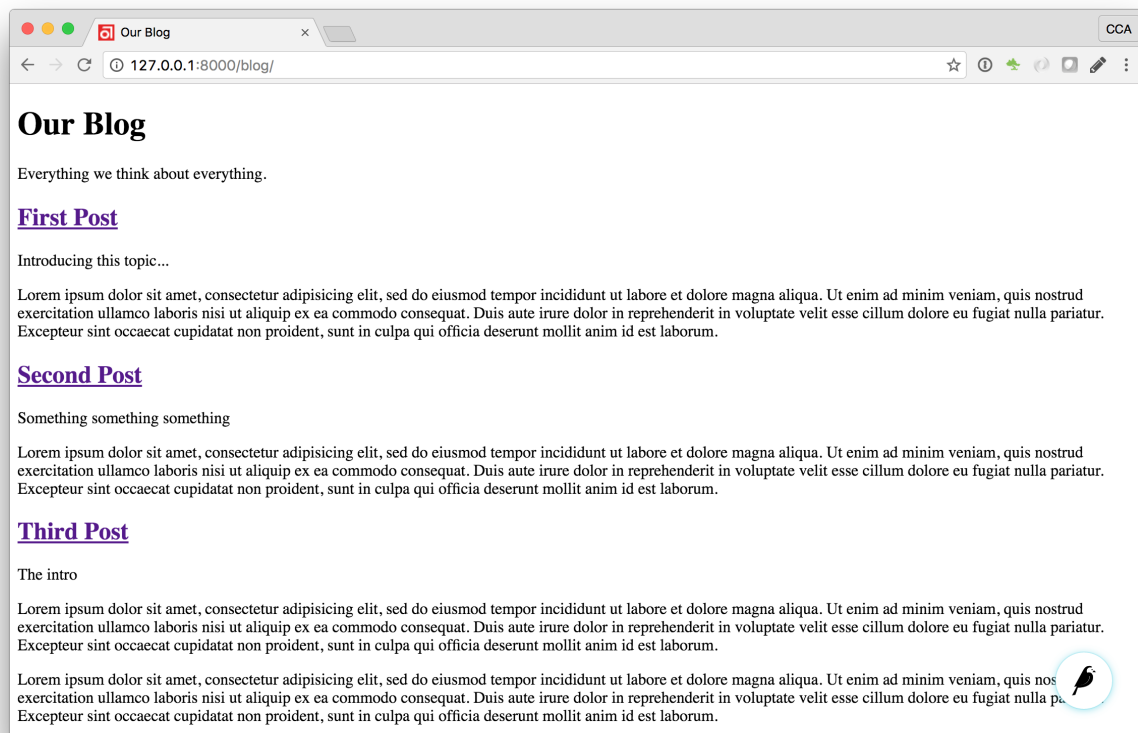 Our Blog
CCA
127.0.0.1:8000/blog/
Our Blog
Everything we think about everything.
First Post
Introducing this topic...
Lorem ipsum dolor sit amet, consectetur adipisicing elit, sed do eiusmod tempor incididunt ut labore et dolore magna aliqua. Ut enim ad minim veniam, quis nostrud
exercitation ullamco laboris nisi ut aliquip ex ea commodo consequat. Duis aute irure dolor in reprehenderit in voluptate velit esse cillum dolore eu fugiat nulla pariatur.
Excepteur sint occaecat cupidatat non proident, sunt in culpa qui officia deserunt mollit anim id est laborum.
Second Post
Something something something
Lorem ipsum dolor sit amet, consectetur adipisicing elit, sed do eiusmod tempor incididunt ut labore et dolore magna aliqua. Ut enim ad minim veniam, quis nostrud
exercitation ullamco laboris nisi ut aliquip ex ea commodo consequat. Duis aute irure dolor in reprehenderit in voluptate velit esse cillum dolore eu fugiat nulla pariatur.
Excepteur sint occaecat cupidatat non proident, sunt in culpa qui officia deserunt mollit anim id est laborum.
Third Post
The intro
Lorem ipsum dolor sit amet, consectetur adipisicing elit, sed do eiusmod tempor incididunt ut labore et dolore magna aliqua. Ut enim ad minim veniam, quis nostrud
exercitation ullamco laboris nisi ut aliquip ex ea commodo consequat. Duis aute irure dolor in reprehenderit in voluptate velit esse cillum dolore eu fugiat nulla pariatur.
Excepteur sint occaecat cupidatat non proident, sunt in culpa qui officia deserunt mollit anim id est laborum.
Lorem ipsum dolor sit amet, consectetur adipisicing elit, sed do eiusmod tempor incididunt ut labore et dolore magna aliqua. Ut enim ad minim veniam, quis
exercitation ullamco laboris nisi ut aliquip ex ea commodo consequat. Duis aute irure dolor in reprehenderit in voluptate velit esse cillum dolore eu fugiat nulla
Excepteur sint occaecat cupidatat non proident, sunt in culpa qui officia deserunt mollit anim id est laborum.